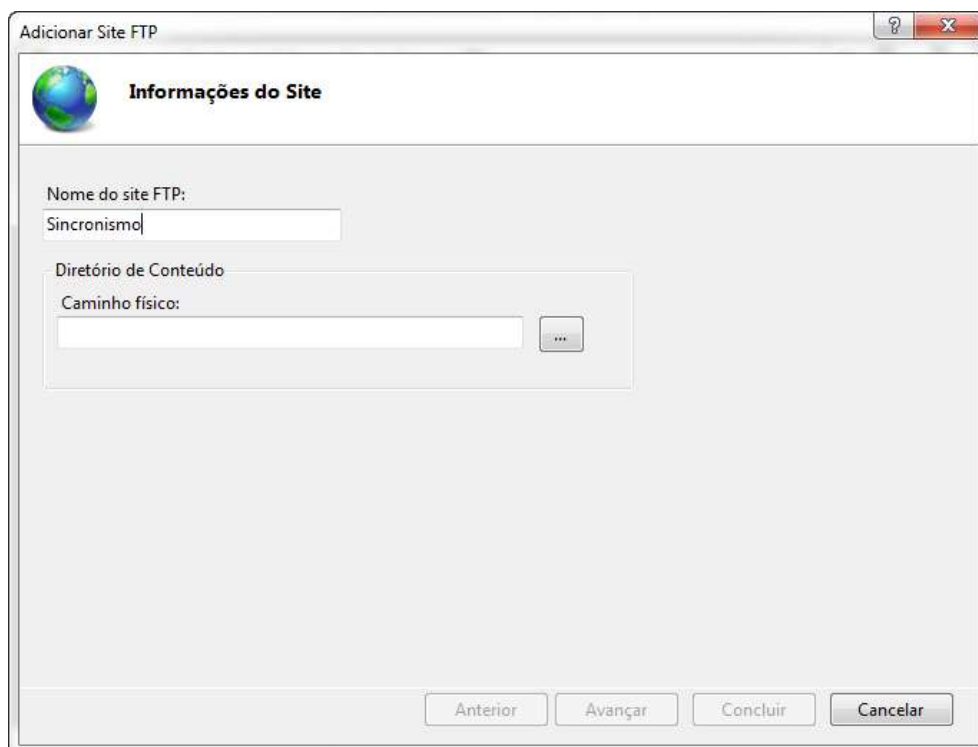 Adicionar Site FTP
Informações do Site
Nome do site FTP:
Sincronismo
Diretório de Conteúdo
Caminho físico:
...
Anterior Avançar Concluir Cancelar